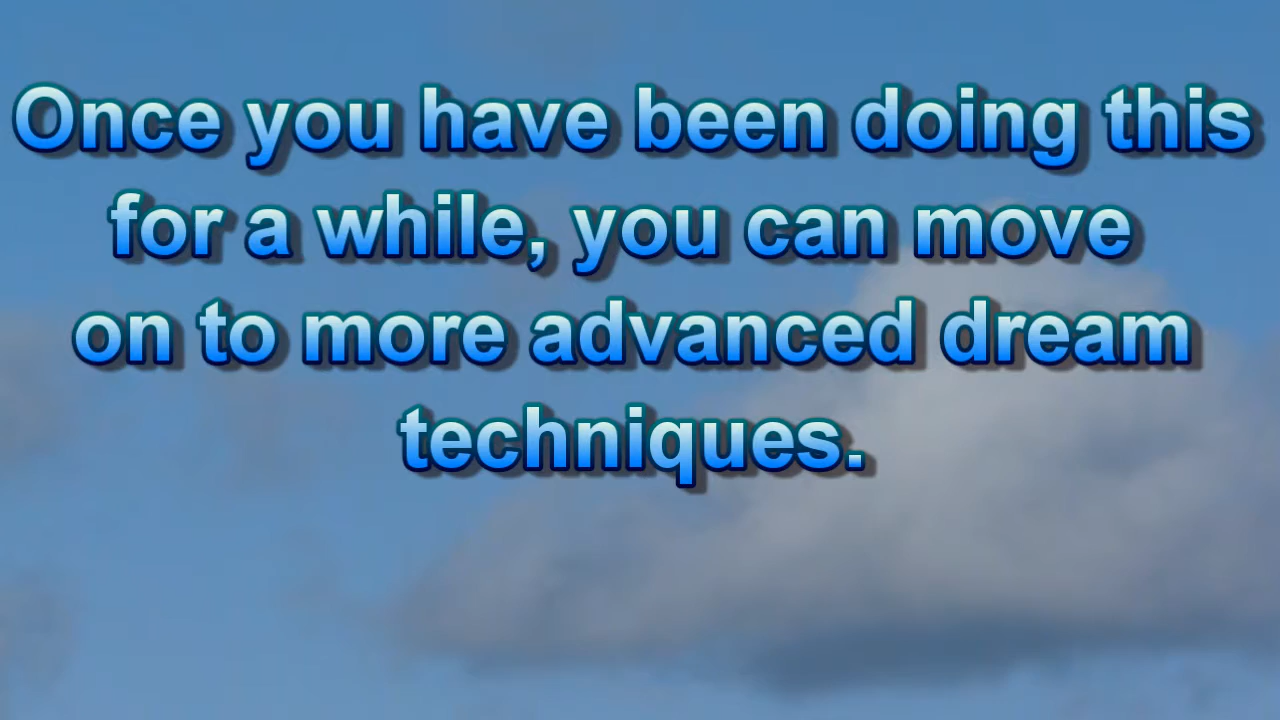 Once you have been doing this
for a while, you can move
on to more advanced dream
techniques.